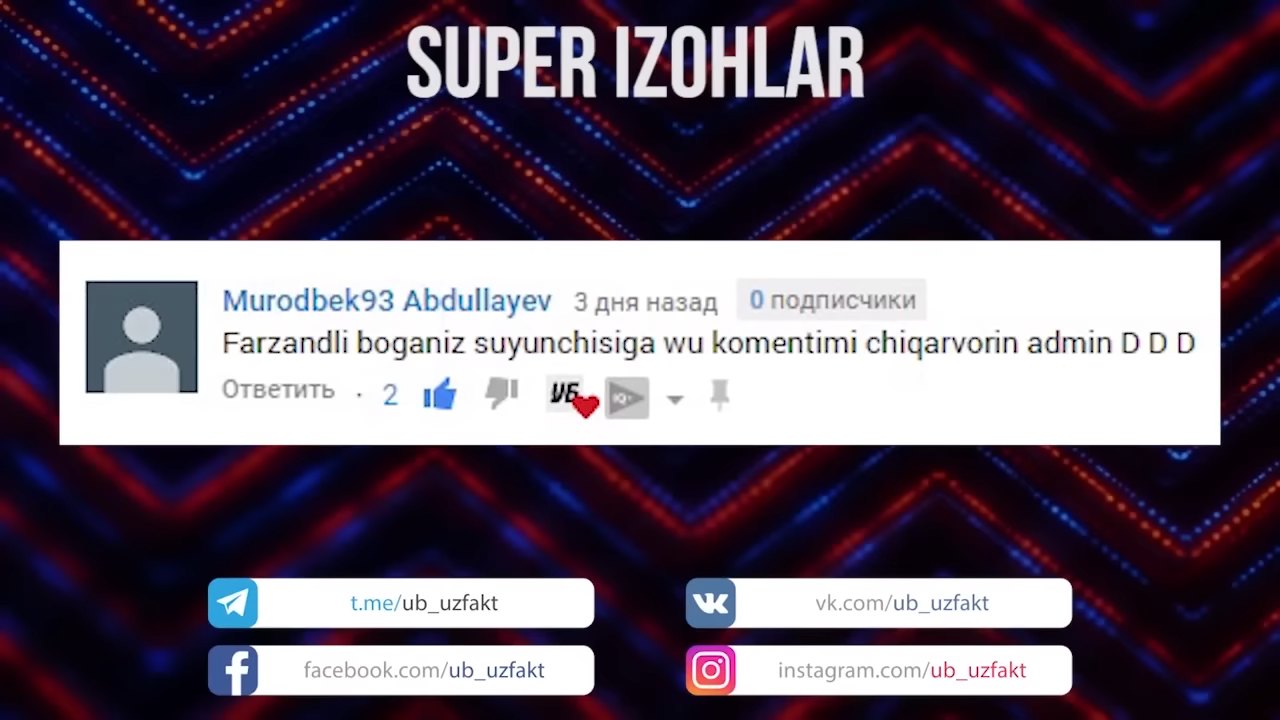 SUPER IZOHLAR
Murodbek93 Abdullayev 3 дня назад 0 подписчики
Farzandli boganiz suyunchisiga wu komentimi chiqarvorin admin D D D
Ответить · 2 УБ IQ+
t.me/ub_uzfakt
vk.com/ub_uzfakt
facebook.com/ub_uzfakt
instagram.com/ub_uzfakt